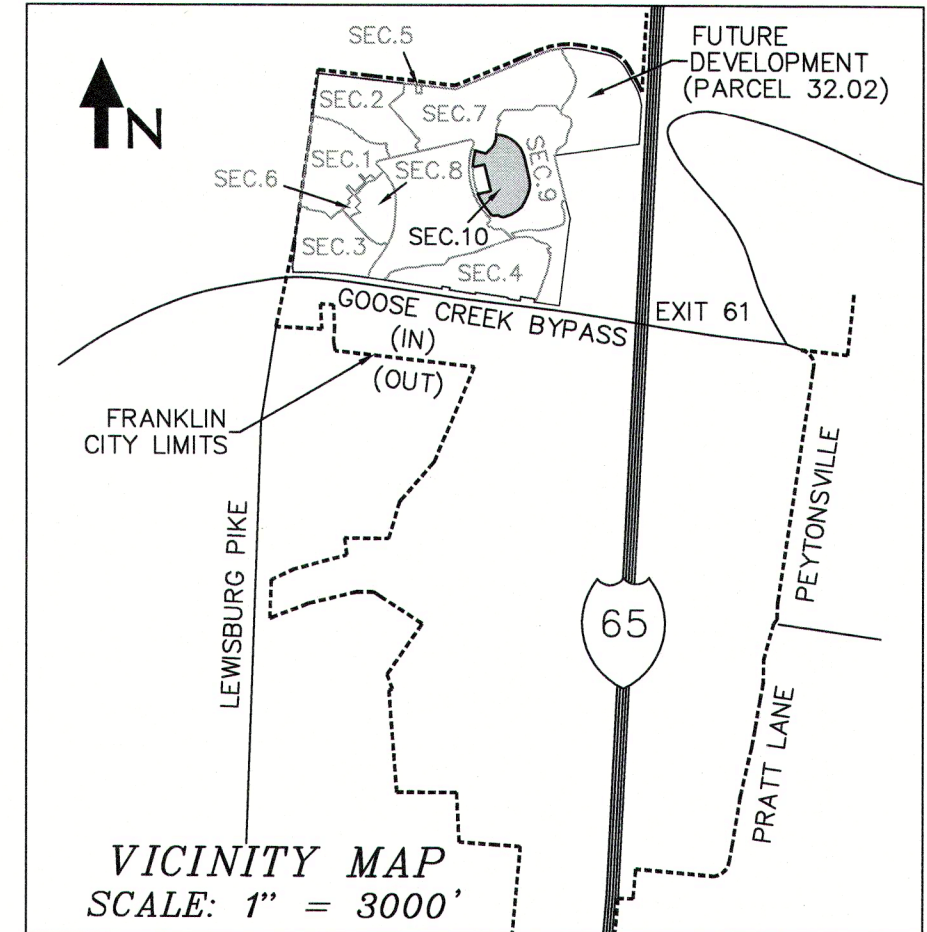 SEC.5
FUTURE
DEVELOPMENT
(PARCEL 32.02)
N
SEC.2
SEC.7
SEC.1
SEC.8
SEC.9
SEC.6
SEC.10
SEC.3
SEC.4
GOOSE CREEK BYPASS
EXIT 61
(IN)
(OUT)
FRANKLIN
CITY LIMITS
LEWISBURG PIKE
PEYTONSVILLE
65
PRATT LANE
VICINITY MAP
SCALE: 1" = 3000'